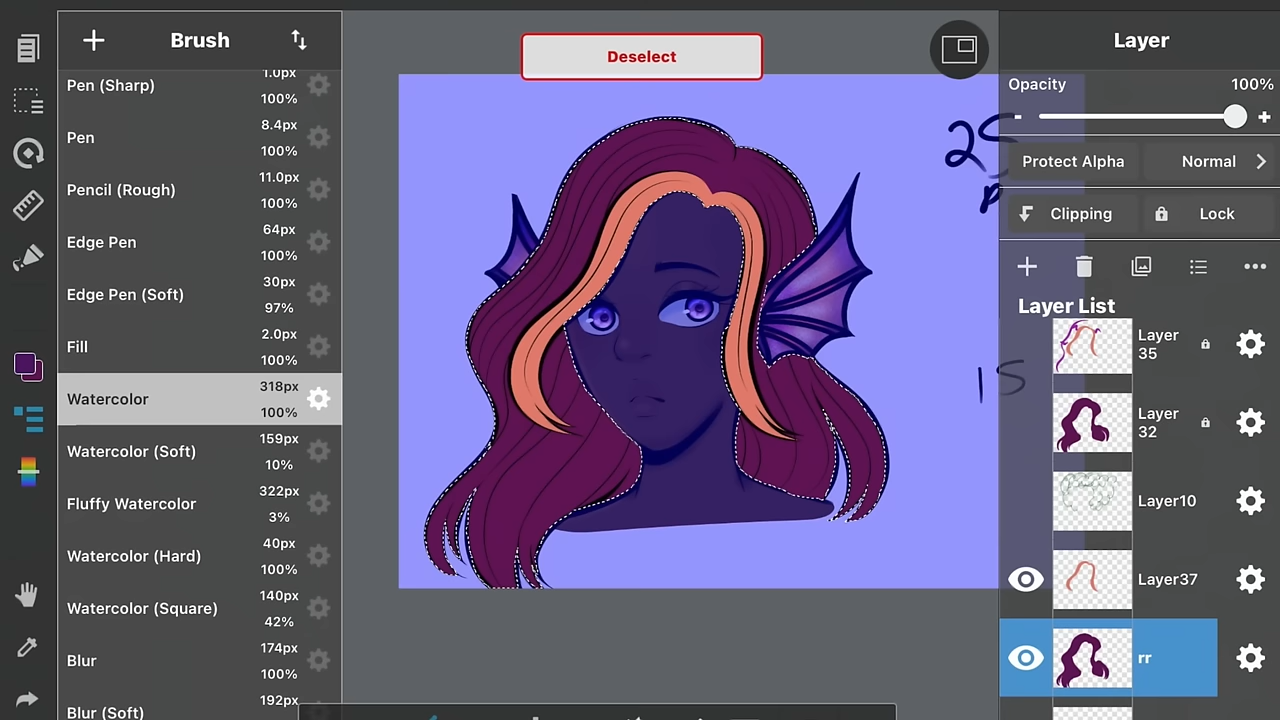 Brush
Pen (Sharp)
1.0px
100%
Pen
8.4px
100%
Pencil (Rough)
11.0px
100%
Edge Pen
64px
100%
Edge Pen (Soft)
30px
97%
Fill
2.0px
100%
Watercolor
318px
100%
Watercolor (Soft)
159px
10%
Fluffy Watercolor
322px
3%
Watercolor (Hard)
40px
100%
Watercolor (Square)
140px
42%
Blur
174px
100%
Blur (Soft)
192px
Deselect
25
15
Layer
Opacity
100%
- +
Protect Alpha
Normal
Clipping
Lock
Layer List
Layer
35
Layer
32
Layer10
Layer37
rr